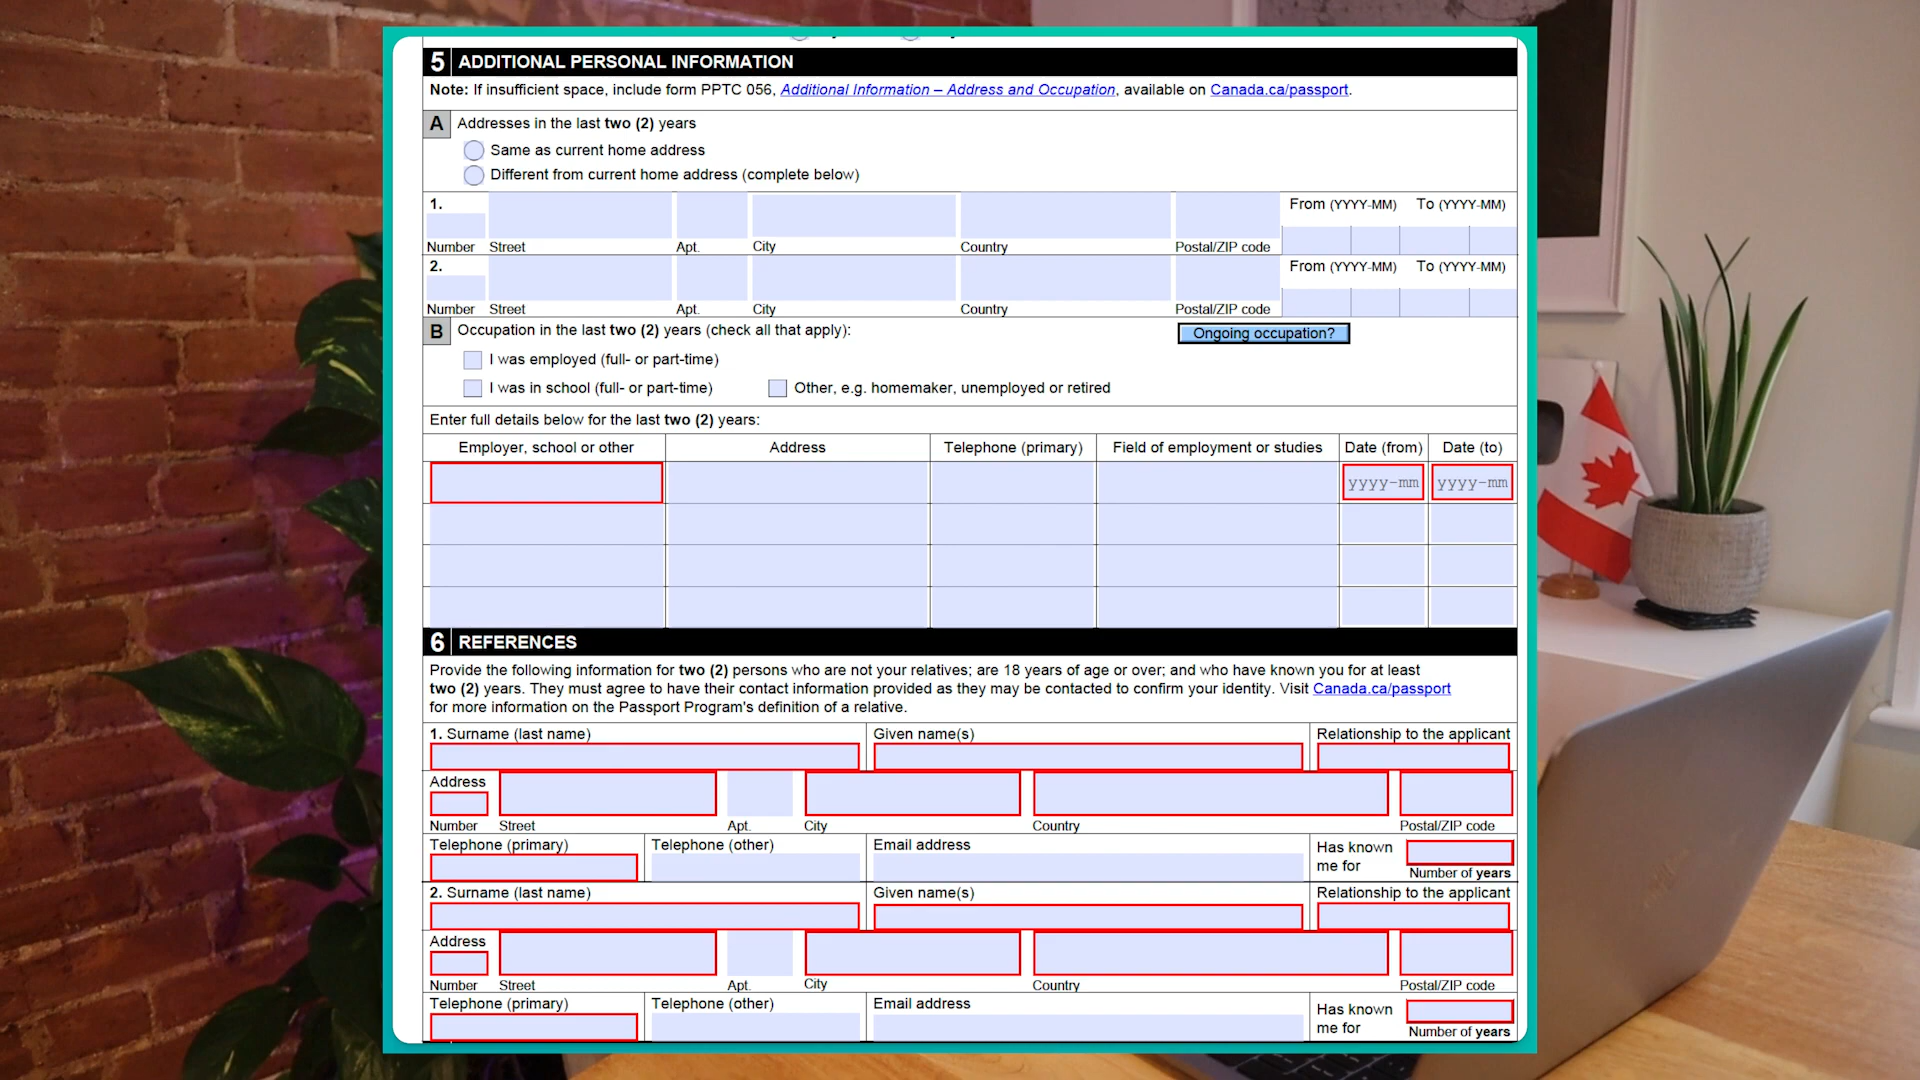 5 ADDITIONAL PERSONAL INFORMATION
Note: If insufficient space, include form PPTC 056, Additional Information – Address and Occupation, available on Canada.ca/passport.
A Addresses in the last two (2) years
Same as current home address
Different from current home address (complete below)
1. From (YYYY-MM) To (YYYY-MM)
Number Street Apt. City Country Postal/ZIP code
2. From (YYYY-MM) To (YYYY-MM)
Number Street Apt. City Country Postal/ZIP code
B Occupation in the last two (2) years (check all that apply): Ongoing occupation?
I was employed (full- or part-time)
I was in school (full- or part-time) Other, e.g. homemaker, unemployed or retired
Enter full details below for the last two (2) years:
Employer, school or other Address Telephone (primary) Field of employment or studies Date (from) Date (to)
yyyy-mm yyyy-mm
6 REFERENCES
Provide the following information for two (2) persons who are not your relatives; are 18 years of age or over; and who have known you for at least
two (2) years. They must agree to have their contact information provided as they may be contacted to confirm your identity. Visit Canada.ca/passport
for more information on the Passport Program's definition of a relative.
1. Surname (last name) Given name(s) Relationship to the applicant
Address
Number Street Apt. City Country Postal/ZIP code
Telephone (primary) Telephone (other) Email address Has known
me for
Number of years
2. Surname (last name) Given name(s) Relationship to the applicant
Address
Number Street Apt. City Country Postal/ZIP code
Telephone (primary) Telephone (other) Email address Has known
me for
Number of years